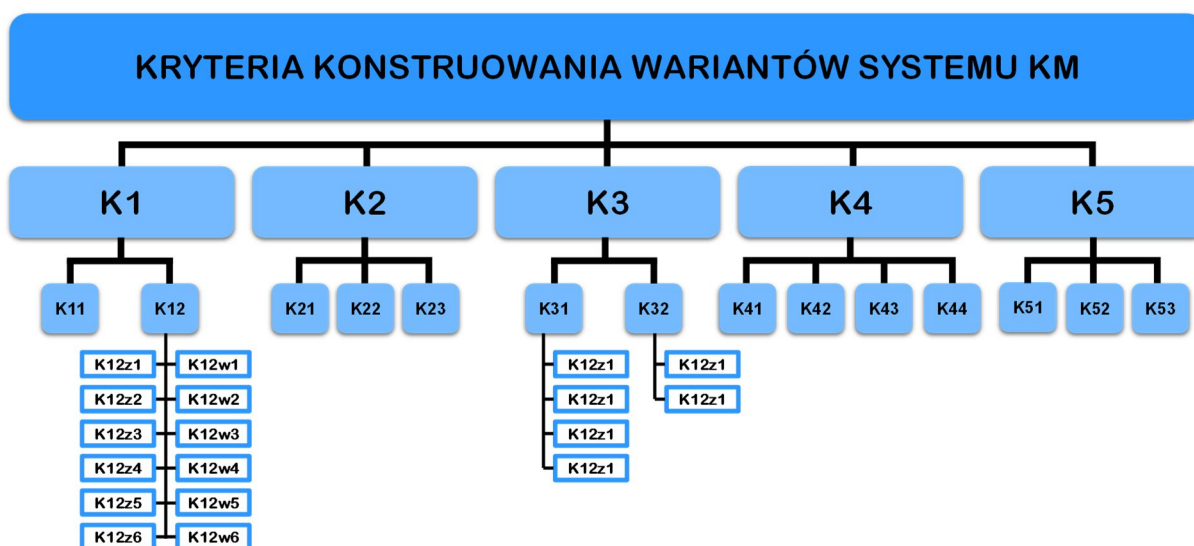 KRYTERIA KONSTRUOWANIA WARIANTÓW SYSTEMU KM
K1 K2 K3 K4 K5
K11 K12 K21 K22 K23 K31 K32 K41 K42 K43 K44 K51 K52 K53
K12z1 K12w1 K12z1 K12z1
K12z2 K12w2 K12z1 K12z1
K12z3 K12w3 K12z1
K12z4 K12w4 K12z1
K12z5 K12w5
K12z6 K12w6